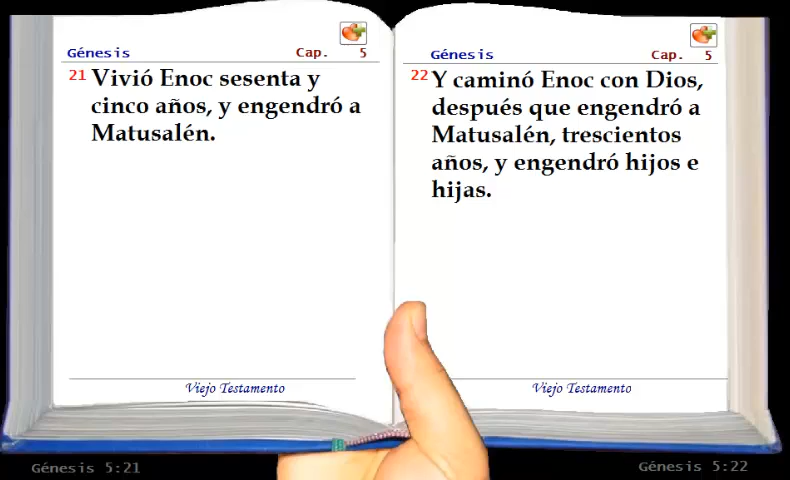 Génesis Cap. 5
21 Vivió Enoc sesenta y
cinco años, y engendró a
Matusalén.
Viejo Testamento
Génesis 5:21
Génesis Cap. 5
22 Y caminó Enoc con Dios,
después que engendró a
Matusalén, trescientos
años, y engendró hijos e
hijas.
Viejo Testamento
Génesis 5:22